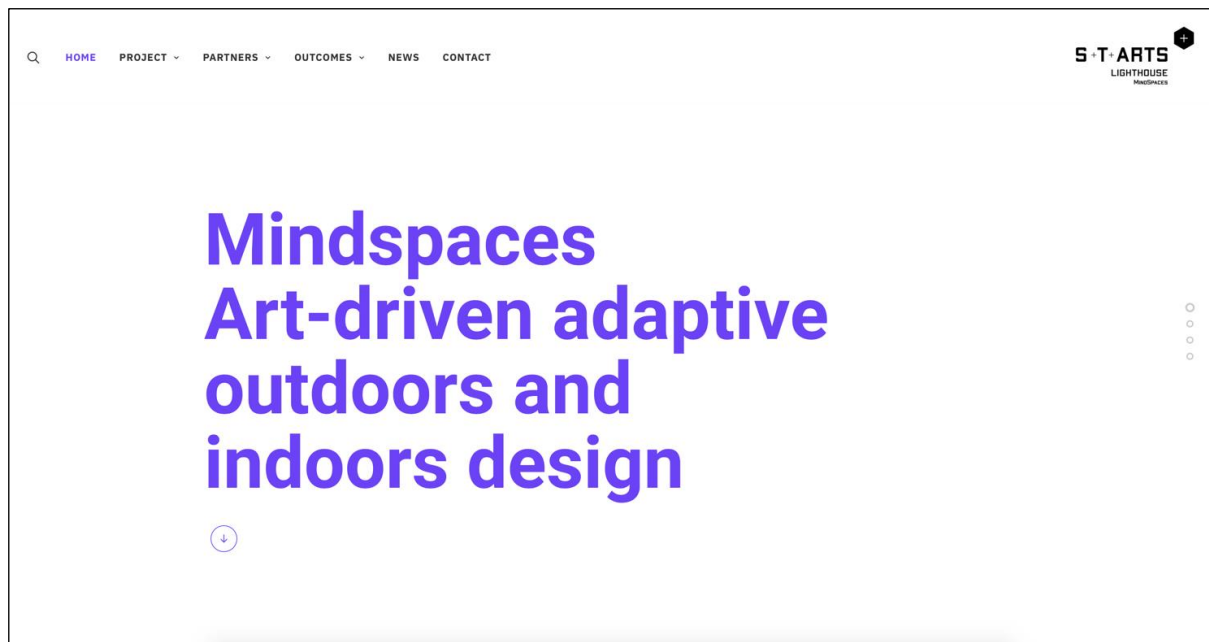 HOME PROJECT PARTNERS OUTCOMES NEWS CONTACT
S+T+ARTS
LIGHTHOUSE
MINDSPACES
Mindspaces
Art-driven adaptive
outdoors and
indoors design